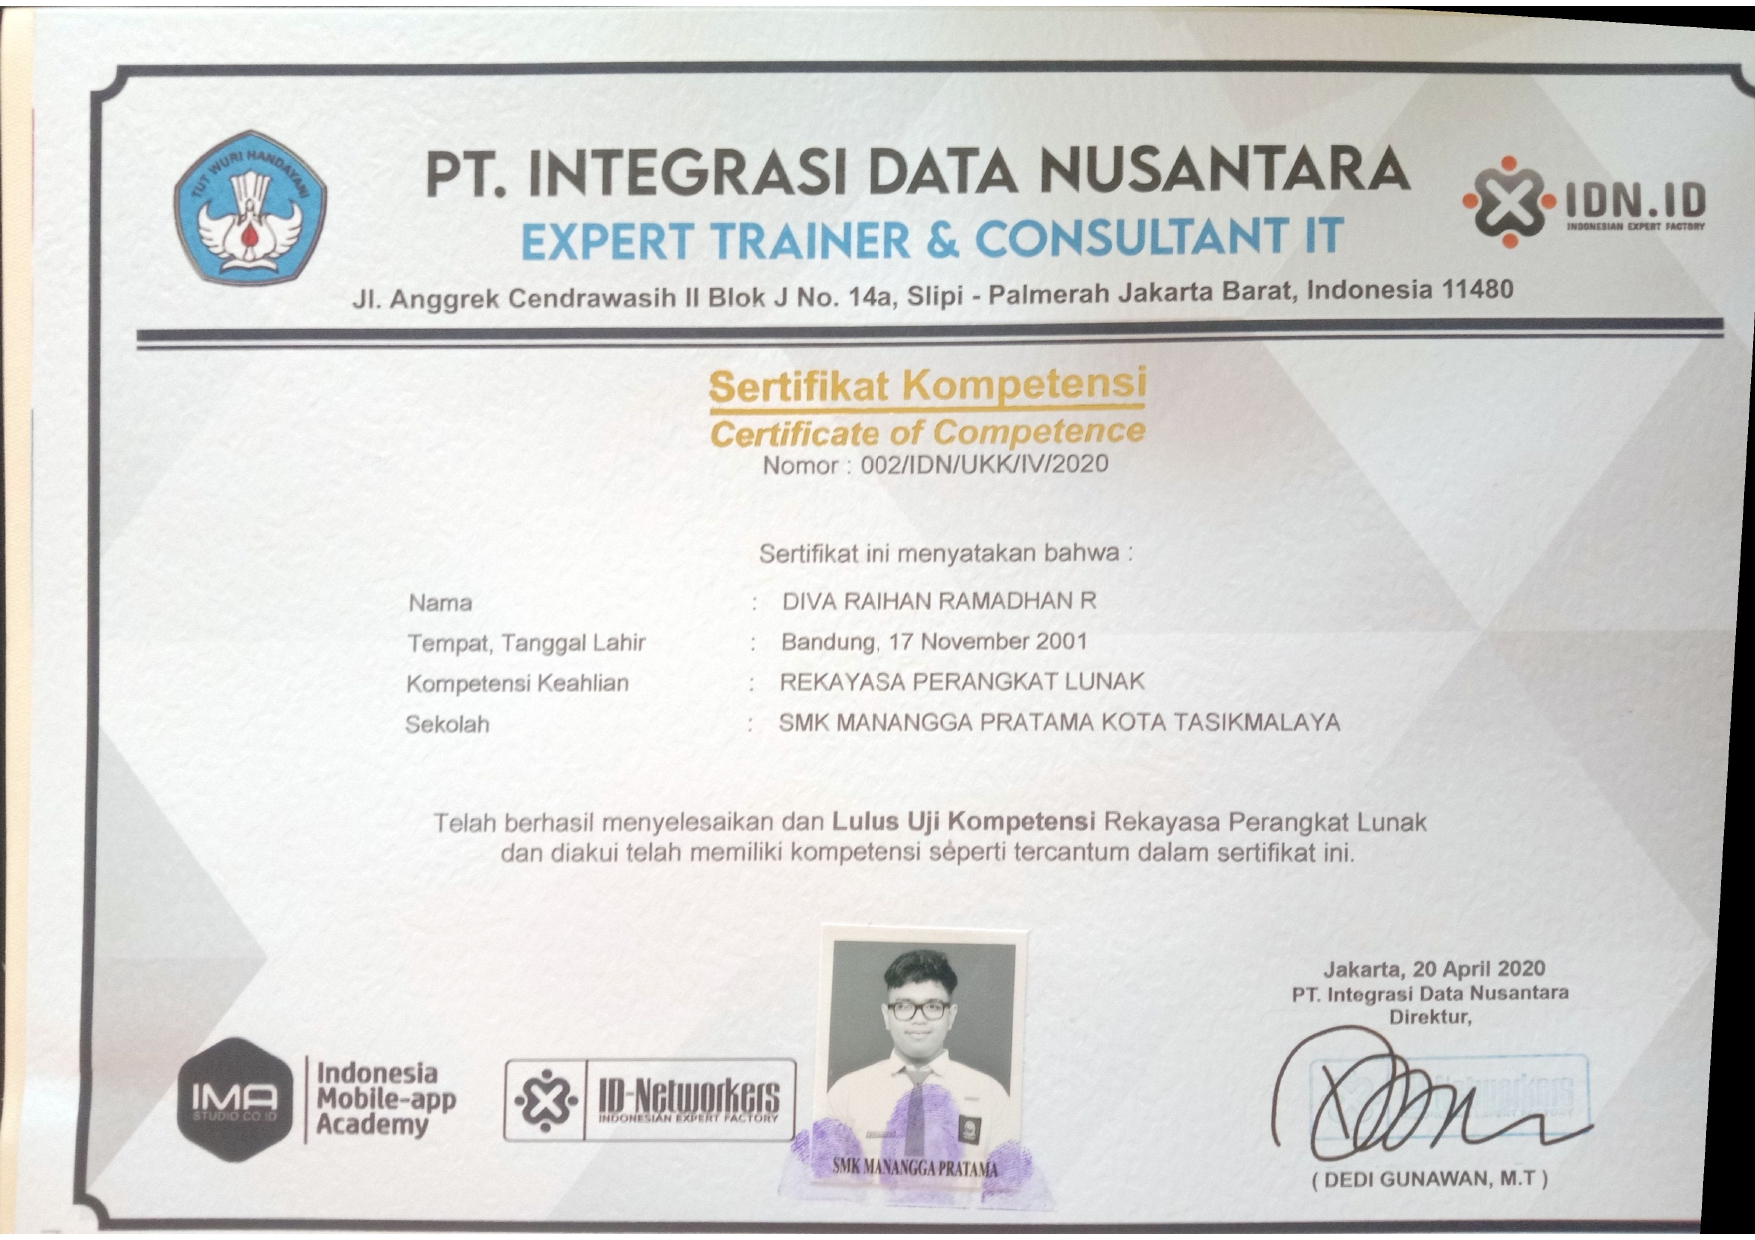 TUT WURI HANDAYANI
PT. INTEGRASI DATA NUSANTARA
EXPERT TRAINER & CONSULTANT IT
Jl. Anggrek Cendrawasih II Blok J No. 14a, Slipi - Palmerah Jakarta Barat, Indonesia 11480
IDN.ID
INDONESIAN EXPERT FACTORY
Sertifikat Kompetensi
Certificate of Competence
Nomor : 002/IDN/UKK/IV/2020
Sertifikat ini menyatakan bahwa :
Nama : DIVA RAIHAN RAMADHAN R
Tempat, Tanggal Lahir : Bandung, 17 November 2001
Kompetensi Keahlian : REKAYASA PERANGKAT LUNAK
Sekolah : SMK MANANGGA PRATAMA KOTA TASIKMALAYA
Telah berhasil menyelesaikan dan Lulus Uji Kompetensi Rekayasa Perangkat Lunak
dan diakui telah memiliki kompetensi seperti tercantum dalam sertifikat ini.
Jakarta, 20 April 2020
PT. Integrasi Data Nusantara
Direktur,
( DEDI GUNAWAN, M.T )
IMA
STUDIO.CO.ID
Indonesia
Mobile-app
Academy
ID-Networkers
INDONESIAN EXPERT FACTORY
SMK MANANGGA PRATAMA